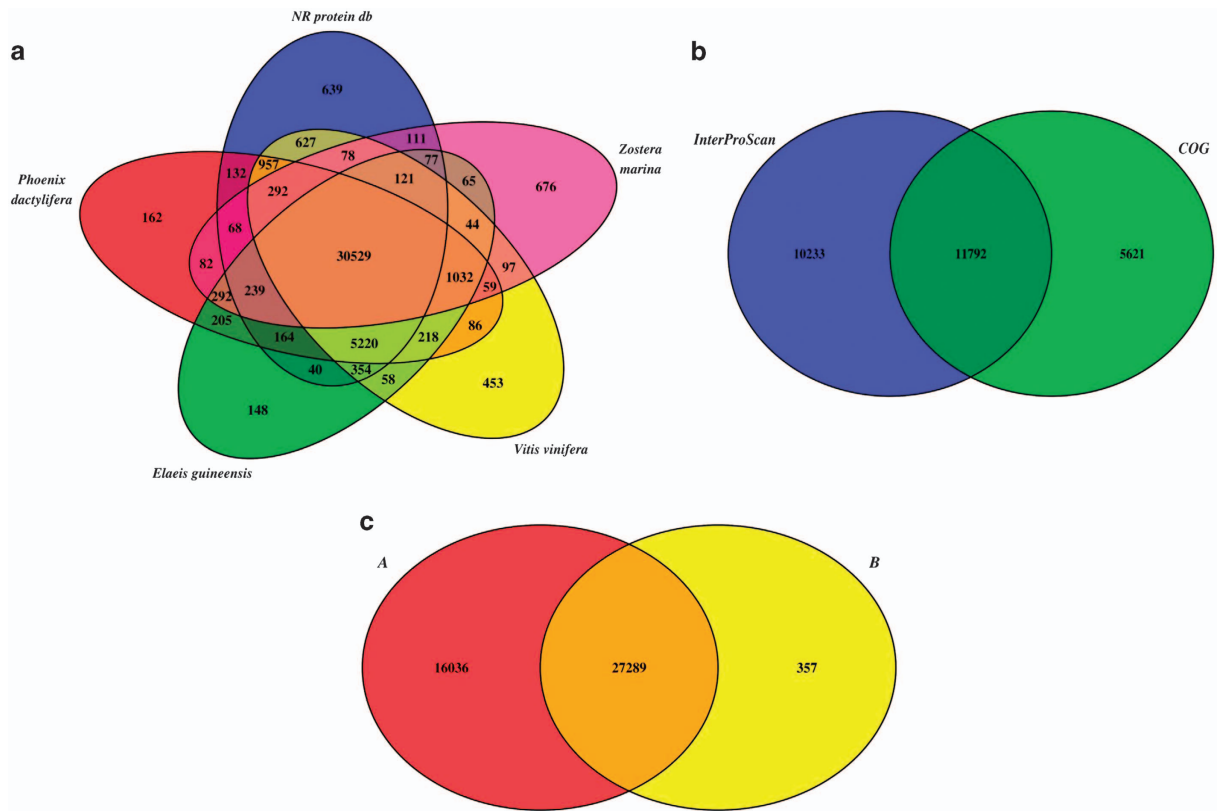 a
NR protein db
639
627
111
Zostera
marina
78
77
957
132
65
292
121
676
Phoenix
dactylifera
162
68
44
30529
82
97
1032
292
239
59
205
86
164
5220
218
40
354
58
453
148
Elaeis guineensis
Vitis vinifera
b
InterProScan
COG
10233
11792
5621
c
A
B
16036
27289
357